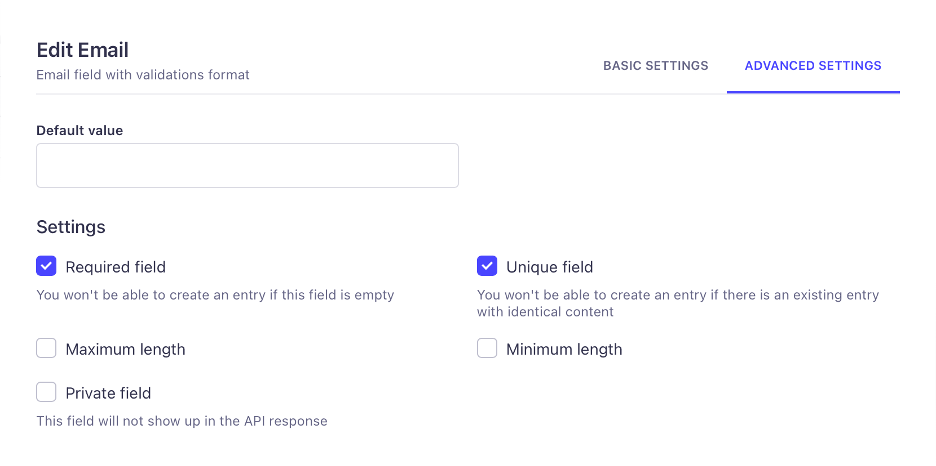 Edit Email
Email field with validations format
BASIC SETTINGS
ADVANCED SETTINGS
Default value
Settings
Required field
You won't be able to create an entry if this field is empty
Unique field
You won't be able to create an entry if there is an existing entry
with identical content
Maximum length
Minimum length
Private field
This field will not show up in the API response